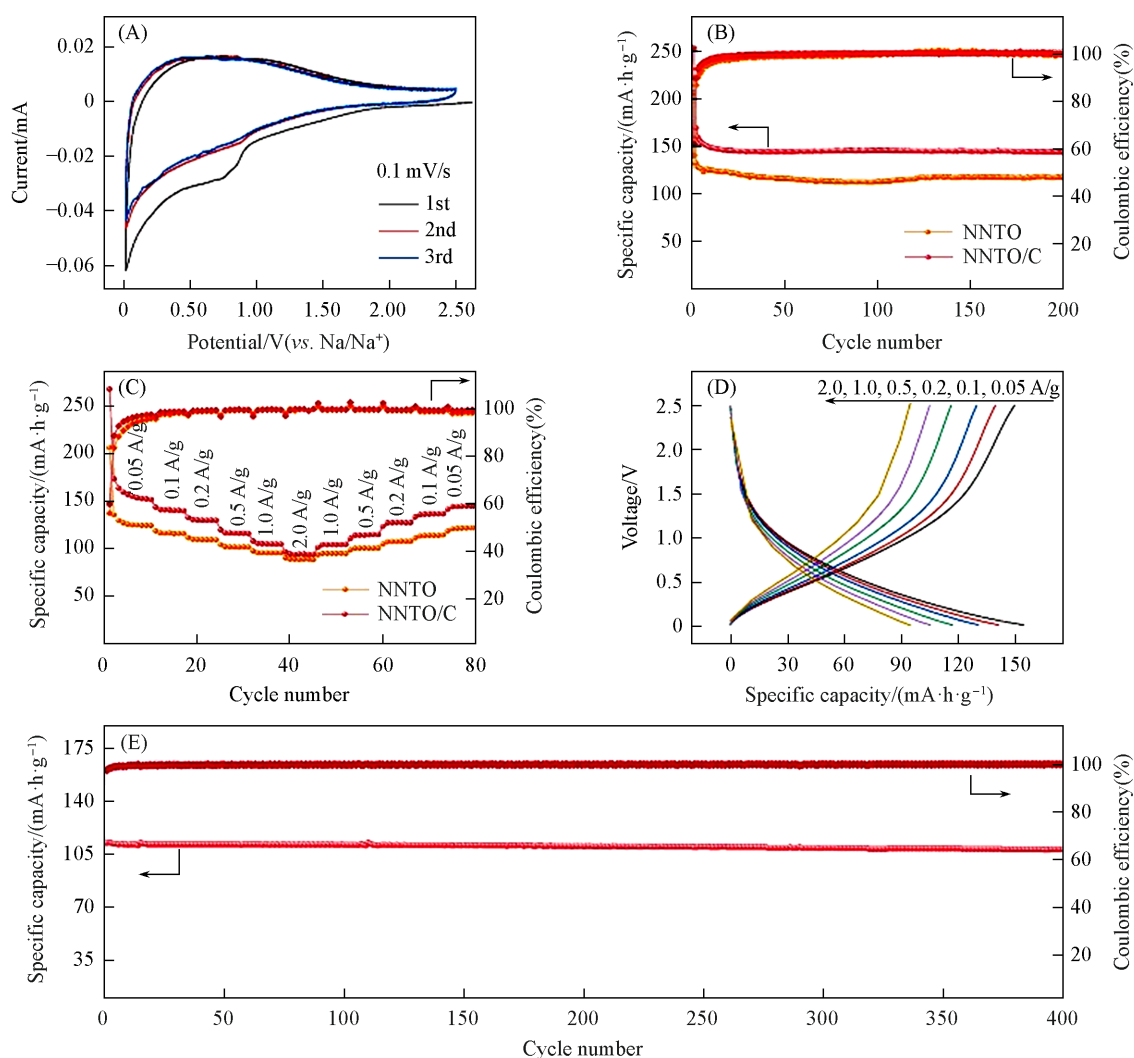 (A)
0.02
0
−0.02
−0.04
−0.06
Current/mA
0.1 mV/s
1st
2nd
3rd
0 0.50 1.00 1.50 2.00 2.50
Potential/V(vs. Na/Na⁺)
(B)
250
200
150
100
50
Specific capacity/(mA·h·g⁻¹)
100
80
60
40
20
Coulombic efficiency(%)
NNTO
NNTO/C
0 50 100 150 200
Cycle number
(C)
250
200
150
100
50
Specific capacity/(mA·h·g⁻¹)
0.05 A/g
0.1 A/g
0.2 A/g
0.5 A/g
1.0 A/g
2.0 A/g
1.0 A/g
0.5 A/g
0.2 A/g
0.1 A/g
0.05 A/g
100
80
60
40
20
Coulombic efficiency(%)
NNTO
NNTO/C
0 20 40 60 80
Cycle number
(D)
2.0, 1.0, 0.5, 0.2, 0.1, 0.05 A/g
2.5
2.0
1.5
1.0
0.5
0
Voltage/V
0 30 60 90 120 150
Specific capacity/(mA·h·g⁻¹)
(E)
175
140
105
70
35
Specific capacity/(mA·h·g⁻¹)
100
80
60
40
20
Coulombic efficiency(%)
0 50 100 150 200 250 300 350 400
Cycle number